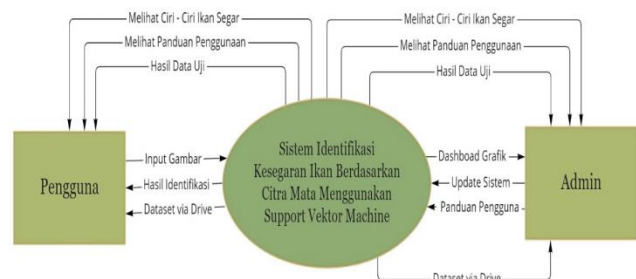 Melihat Ciri - Ciri Ikan Segar
Melihat Panduan Penggunaan
Hasil Data Uji
Melihat Ciri - Ciri Ikan Segar
Melihat Panduan Penggunaan
Hasil Data Uji
Pengguna
Input Gambar
Hasil Identifikasi
Dataset via Drive
Sistem Identifikasi
Kesegaran Ikan Berdasarkan
Citra Mata Menggunakan
Support Vektor Machine
Dashboad Grafik
Update Sistem
Panduan Pengguna
Admin
Dataset via Drive